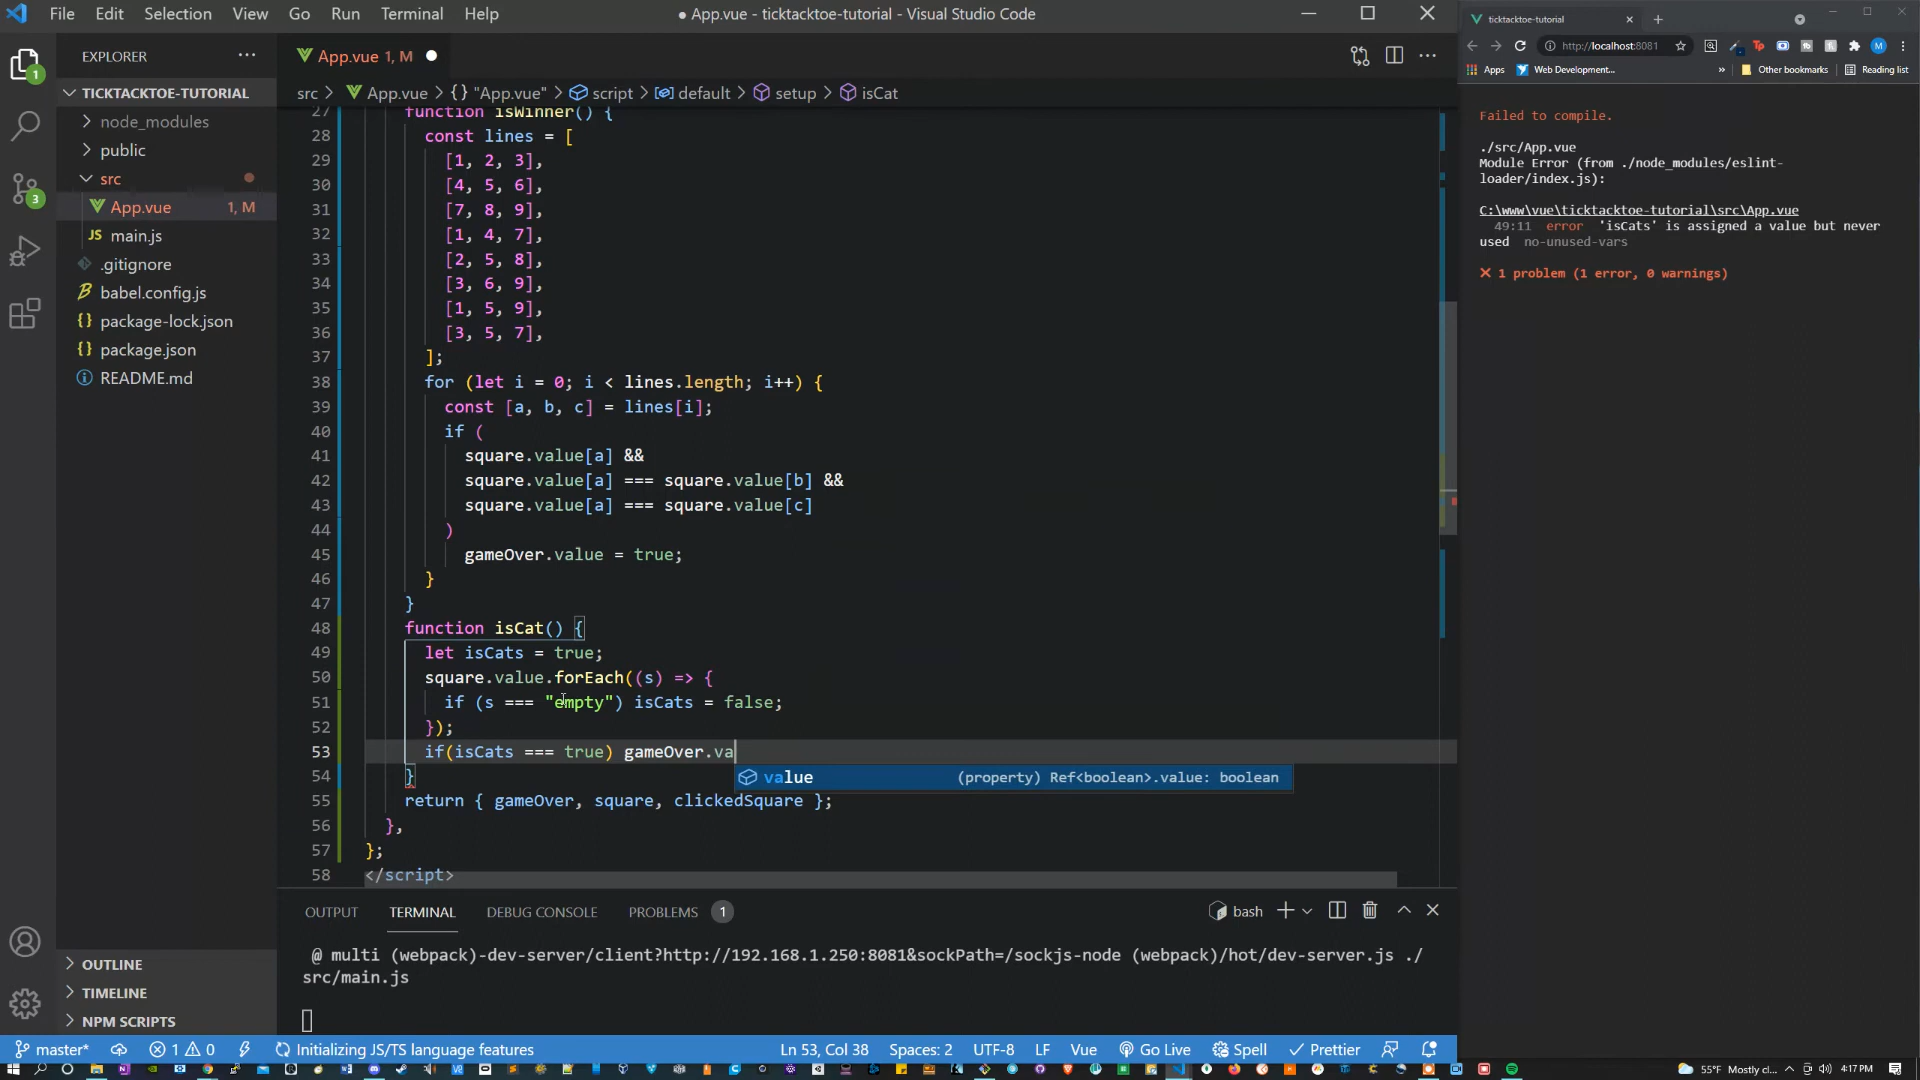 File Edit Selection View Go Run Terminal Help
● App.vue - ticktacktoe-tutorial - Visual Studio Code
EXPLORER
TICKTACKTOE-TUTORIAL
node_modules
public
src
App.vue 1, M
JS main.js
.gitignore
babel.config.js
{} package-lock.json
{} package.json
README.md
OUTLINE
TIMELINE
NPM SCRIPTS
1
3
App.vue 1, M ●
src > App.vue > {} "App.vue" > script > default > setup > isCat
27 function isWinner() {
28 const lines = [
29 [1, 2, 3],
30 [4, 5, 6],
31 [7, 8, 9],
32 [1, 4, 7],
33 [2, 5, 8],
34 [3, 6, 9],
35 [1, 5, 9],
36 [3, 5, 7],
37 ];
38 for (let i = 0; i < lines.length; i++) {
39 const [a, b, c] = lines[i];
40 if (
41 square.value[a] &&
42 square.value[a] === square.value[b] &&
43 square.value[a] === square.value[c]
44 )
45 gameOver.value = true;
46 }
47 }
48 function isCat() {
49 let isCats = true;
50 square.value.forEach((s) => {
51 if (s === "empty") isCats = false;
52 });
53 if(isCats === true) gameOver.va
value (property) Ref<boolean>.value: boolean
54 }
55 return { gameOver, square, clickedSquare };
56 },
57 };
58 </script>
OUTPUT TERMINAL DEBUG CONSOLE PROBLEMS 1
bash
@ multi (webpack)-dev-server/client?http://192.168.1.250:8081&sockPath=/sockjs-node (webpack)/hot/dev-server.js ./
src/main.js
master* 1 0 Initializing JS/TS language features
Ln 53, Col 38 Spaces: 2 UTF-8 LF Vue Go Live Spell Prettier
ticktacktoe-tutorial
http://localhost:8081
M
Apps Web Development... » Other bookmarks Reading list
Failed to compile.
./src/App.vue
Module Error (from ./node_modules/eslint-
loader/index.js):
C:\www\vue\ticktacktoe-tutorial\src\App.vue
49:11 error 'isCats' is assigned a value but never
used no-unused-vars
✕ 1 problem (1 error, 0 warnings)
55°F Mostly cl... 4:17 PM